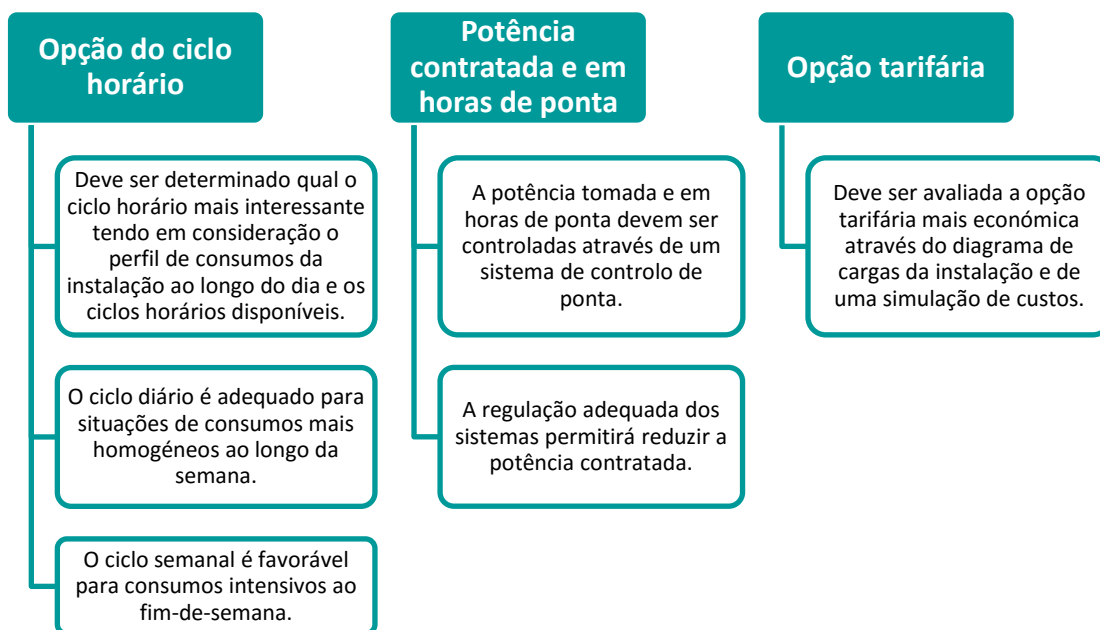 Opção do ciclo
horário
Deve ser determinado qual o
ciclo horário mais interessante
tendo em consideração o
perfil de consumos da
instalação ao longo do dia e os
ciclos horários disponíveis.
O ciclo diário é adequado para
situações de consumos mais
homogéneos ao longo da
semana.
O ciclo semanal é favorável
para consumos intensivos ao
fim-de-semana.
Potência
contratada e em
horas de ponta
A potência tomada e em
horas de ponta devem ser
controladas através de um
sistema de controlo de
ponta.
A regulação adequada dos
sistemas permitirá reduzir a
potência contratada.
Opção tarifária
Deve ser avaliada a opção
tarifária mais económica
através do diagrama de
cargas da instalação e de
uma simulação de custos.